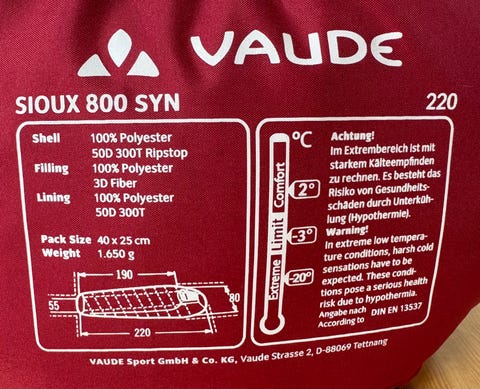 VAUDE
SIOUX 800 SYN
220
Shell 100% Polyester
50D 300T Ripstop
Filling 100% Polyester
3D Fiber
Lining 100% Polyester
50D 300T
Pack Size 40 x 25 cm
Weight 1.650 g
190
55
80
220
°C
Comfort
2°
Limit
-3°
Extreme
-20°
Achtung!
Im Extrembereich ist mit
starkem Kälteempfinden
zu rechnen. Es besteht das
Risiko von Gesundheits-
schäden durch Unterküh-
lung (Hypothermie).
Warning!
In extreme low tempera-
ture conditions, harsh cold
sensations have to be
expected. These condi-
tions pose a serious health
risk due to hypothermia.
Angabe nach
According to DIN EN 13537
VAUDE Sport GmbH & Co. KG, Vaude Strasse 2, D-88069 Tettnang